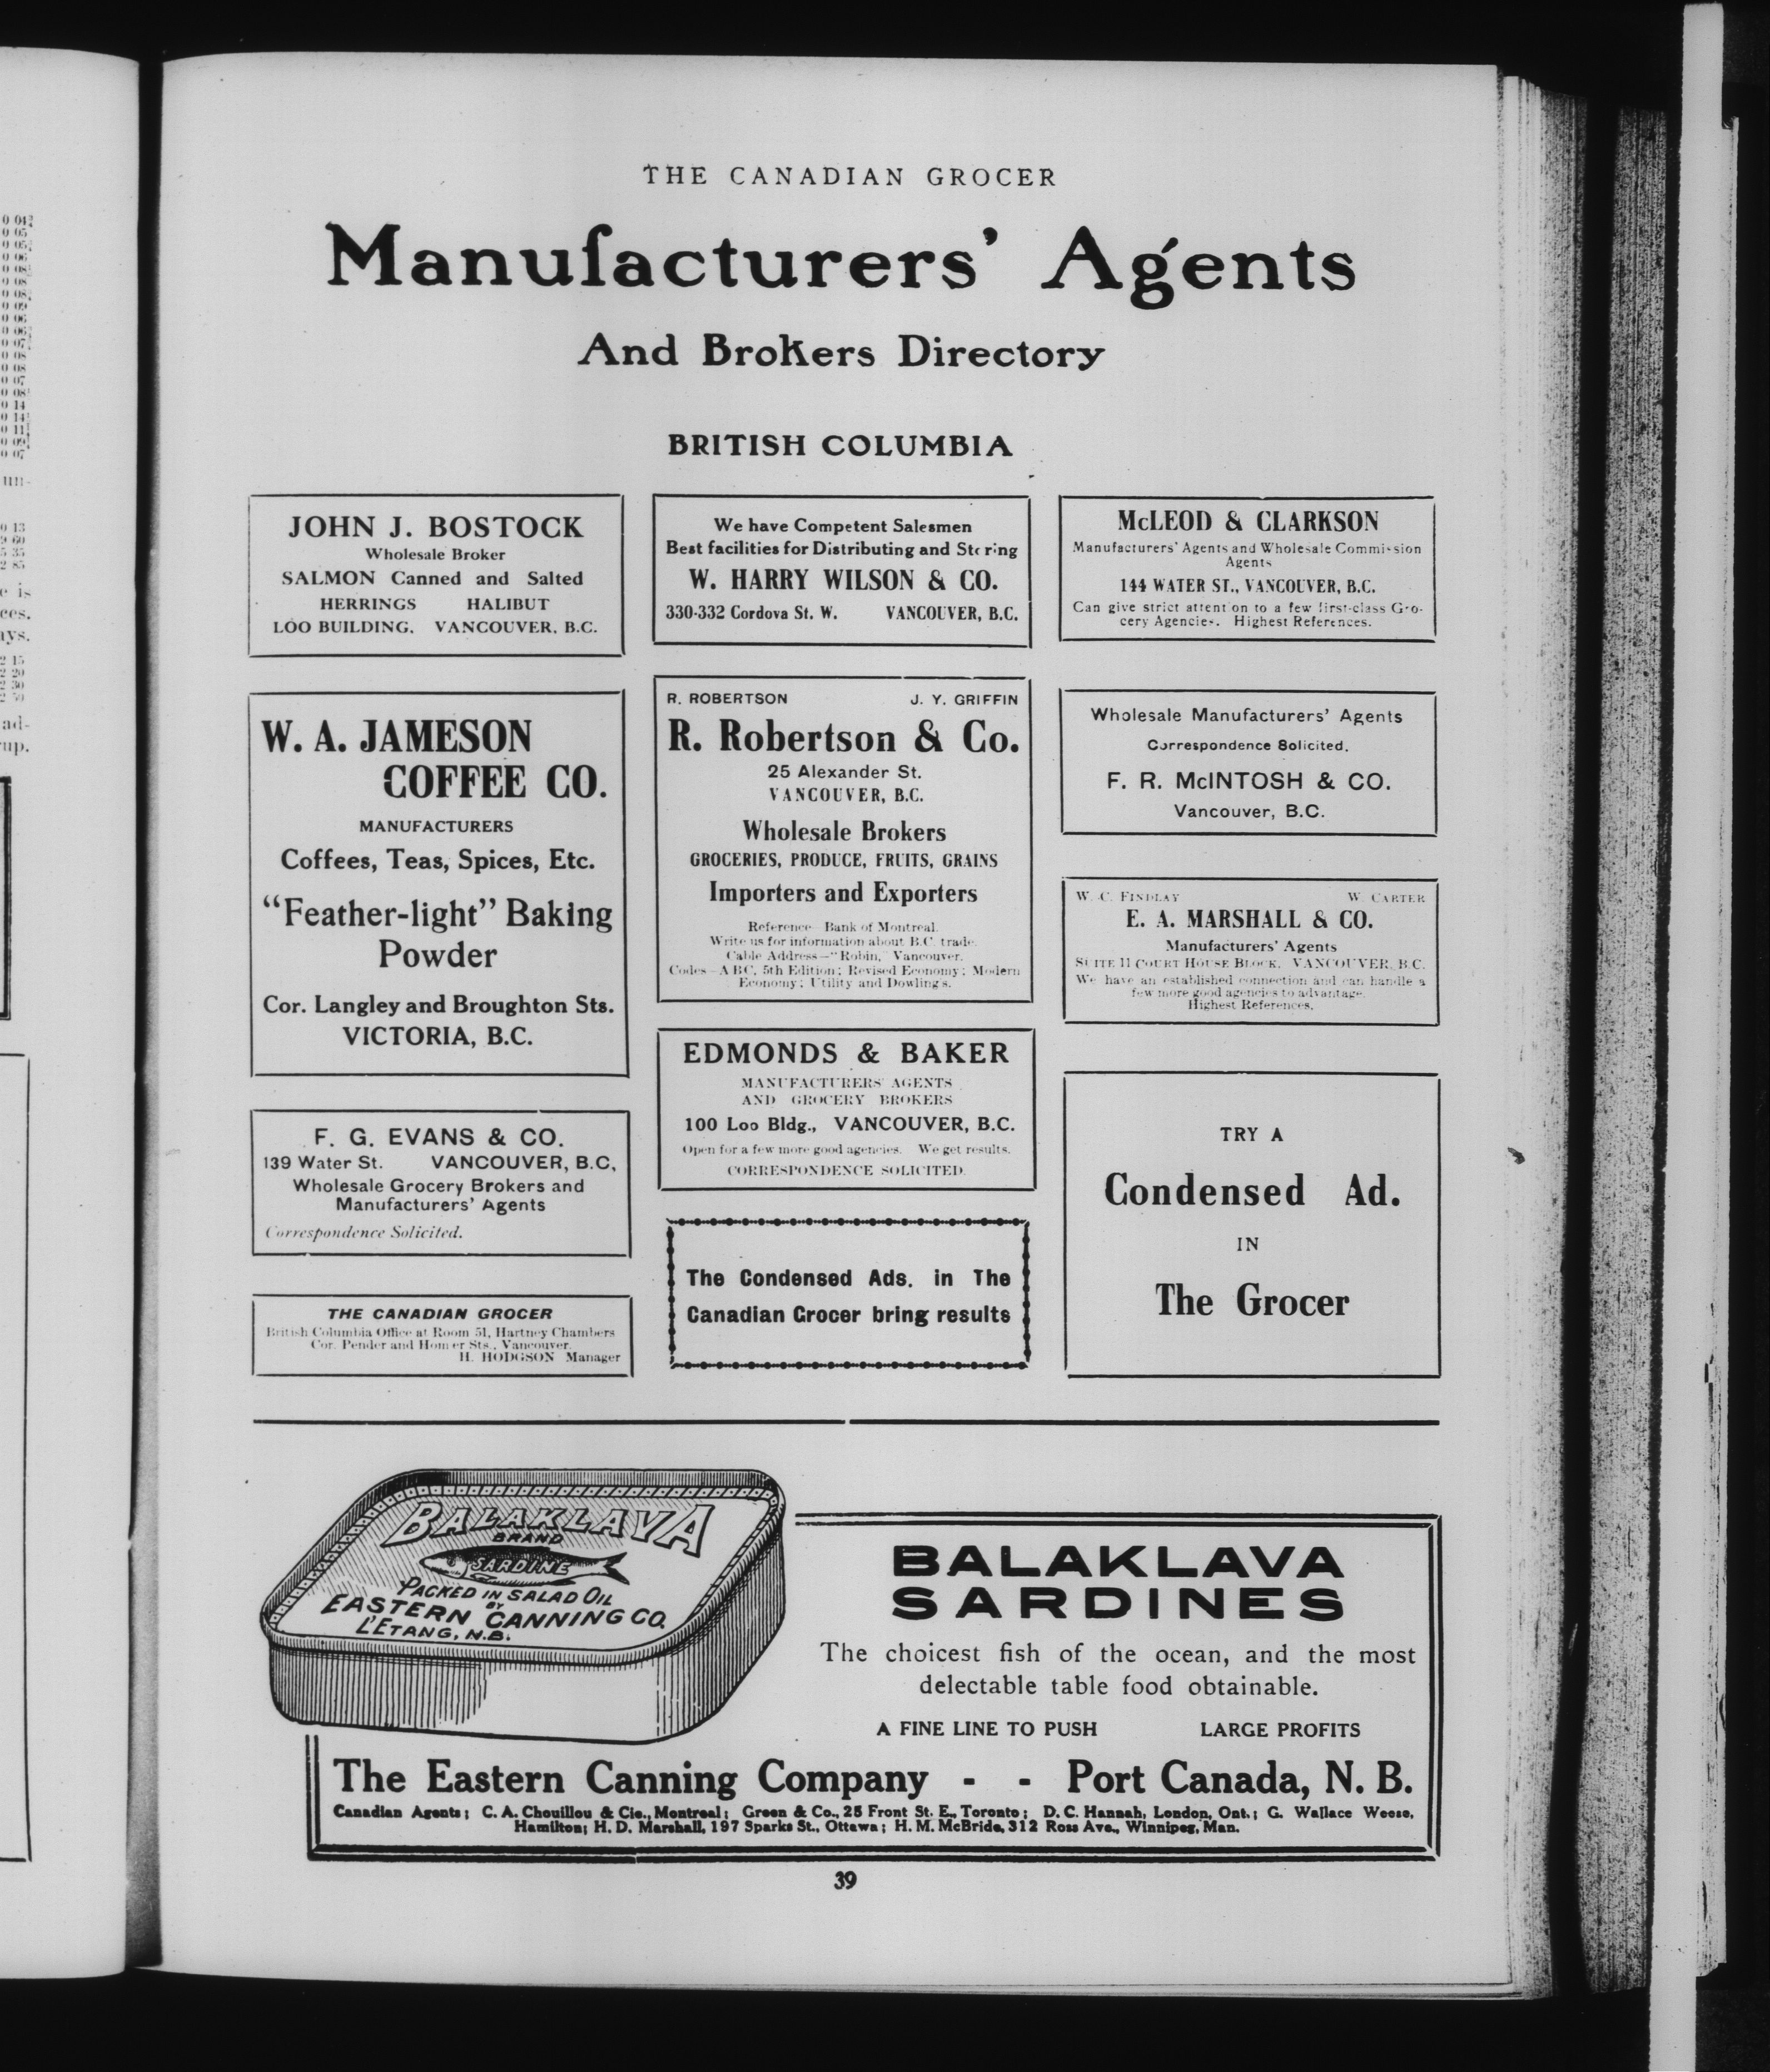 THE CANADIAN GROCER
Manufacturers' Agents
And Brokers Directory
BRITISH COLUMBIA
JOHN J. BOSTOCK
Wholesale Broker
SALMON Canned and Salted
HERRINGS HALIBUT
LOO BUILDING. VANCOUVER. B.C.
W. A. JAMESON
COFFEE CO.
MANUFACTURERS
Coffees, Teas, Spices, Etc.
"Feather-light" Baking
Powder
Cor. Langley and Broughton Sts.
VICTORIA, B.C.
F. G. EVANS & CO.
139 Water St. VANCOUVER, B.C,
Wholesale Grocery Brokers and
Manufacturers' Agents
Correspondence Solicited.
THE CANADIAN GROCER
British Columbia Office at Room 51, Hartney Chambers
Cor. Pender and Homer Sts., Vancouver.
H. HODGSON Manager
We have Competent Salesmen
Best facilities for Distributing and Storing
W. HARRY WILSON & CO.
330-332 Cordova St. W. VANCOUVER, B.C.
R. ROBERTSON J. Y. GRIFFIN
R. Robertson & Co.
25 Alexander St.
VANCOUVER, B.C.
Wholesale Brokers
GROCERIES, PRODUCE, FRUITS, GRAINS
Importers and Exporters
Reference—Bank of Montreal.
Write us for information about B.C. trade.
Cable Address—"Robin," Vancouver.
Codes—ABC, 5th Edition; Revised Economy; Modern
Economy; Utility and Dowling's.
EDMONDS & BAKER
MANUFACTURERS' AGENTS
AND GROCERY BROKERS
100 Loo Bldg., VANCOUVER, B.C.
Open for a few more good agencies. We get results.
CORRESPONDENCE SOLICITED.
The Condensed Ads. in The
Canadian Grocer bring results
McLEOD & CLARKSON
Manufacturers' Agents and Wholesale Commission
Agents
144 WATER ST., VANCOUVER, B.C.
Can give strict attention to a few first-class Gro-
cery Agencies. Highest References.
Wholesale Manufacturers' Agents
Correspondence Solicited.
F. R. McINTOSH & CO.
Vancouver, B.C.
W. C. FINDLAY W. CARTER
E. A. MARSHALL & CO.
Manufacturers' Agents
SUITE 11 COURT HOUSE BLOCK, VANCOUVER, B.C.
We have an established connection and can handle a
few more good agencies to advantage.
Highest References.
TRY A
Condensed Ad.
IN
The Grocer
BALAKLAVA
BRAND
SARDINE
PACKED IN SALAD OIL
BY
EASTERN CANNING CO.
L'ETANG, N.B.
BALAKLAVA
SARDINES
The choicest fish of the ocean, and the most
delectable table food obtainable.
A FINE LINE TO PUSH LARGE PROFITS
The Eastern Canning Company - - Port Canada, N. B.
Canadian Agents; C. A. Chouillou & Cie., Montreal; Green & Co., 25 Front St. E., Toronto; D. C. Hannah, London, Ont.; G. Wallace Weese,
Hamilton; H. D. Marshall, 197 Sparks St., Ottawa; H. M. McBride, 312 Ross Ave., Winnipeg, Man.
39